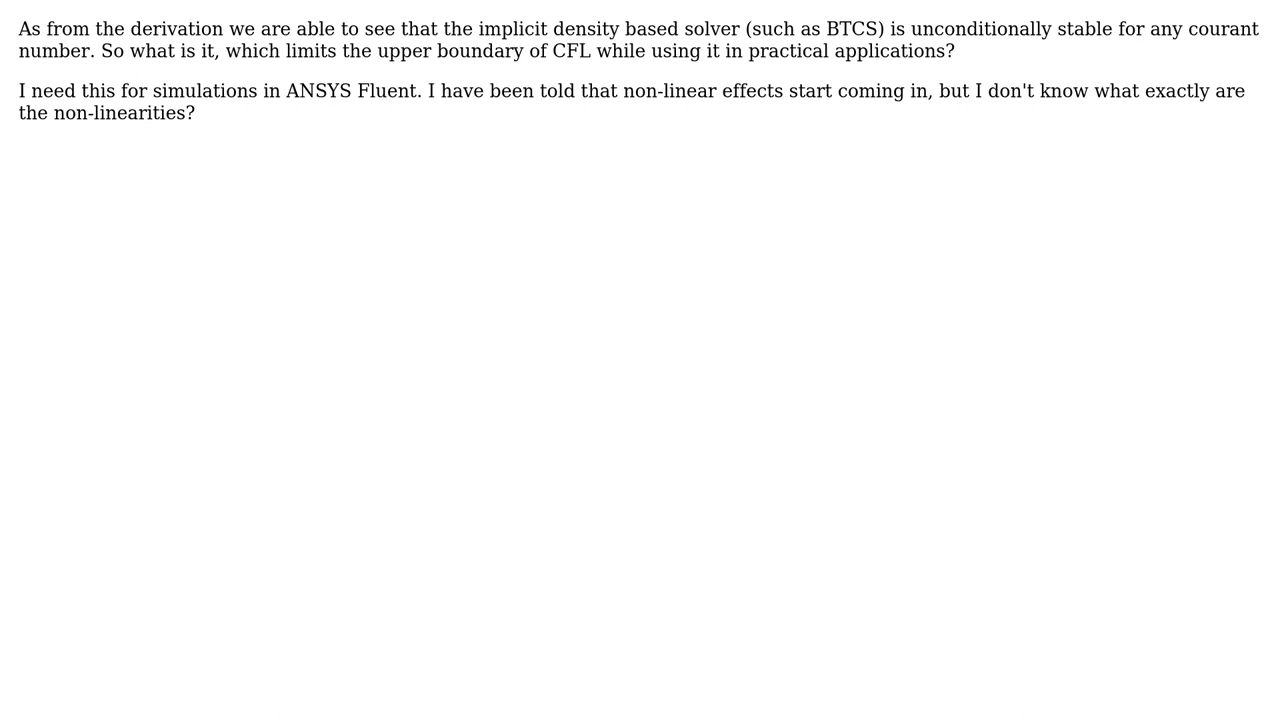 As from the derivation we are able to see that the implicit density based solver (such as BTCS) is unconditionally stable for any courant
number. So what is it, which limits the upper boundary of CFL while using it in practical applications?
I need this for simulations in ANSYS Fluent. I have been told that non-linear effects start coming in, but I don't know what exactly are
the non-linearities?